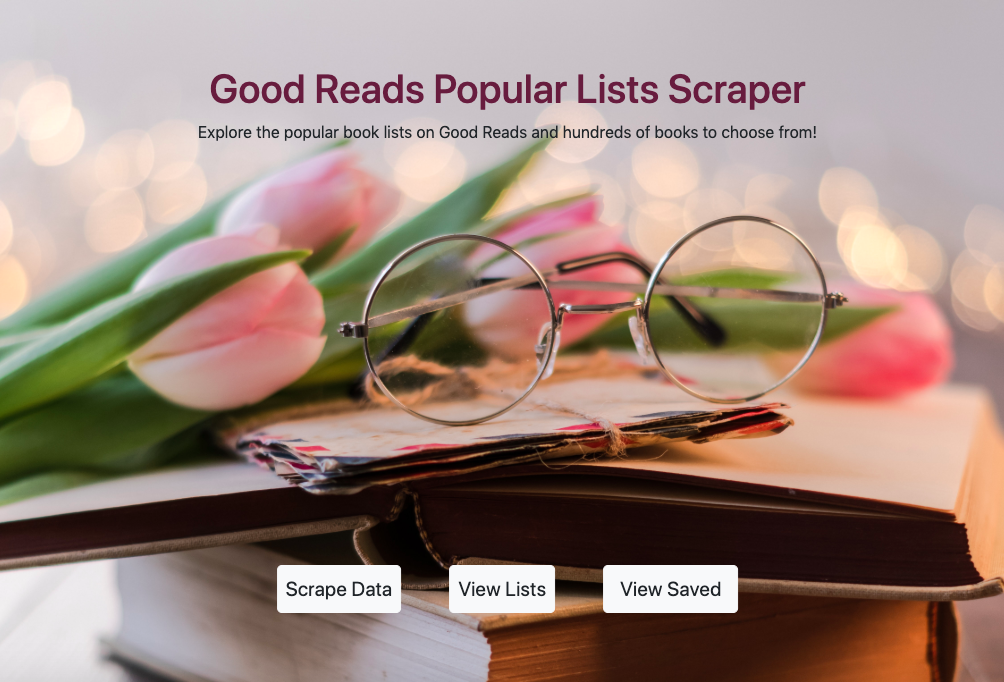 Good Reads Popular Lists Scraper
Explore the popular book lists on Good Reads and hundreds of books to choose from!
Scrape Data
View Lists
View Saved